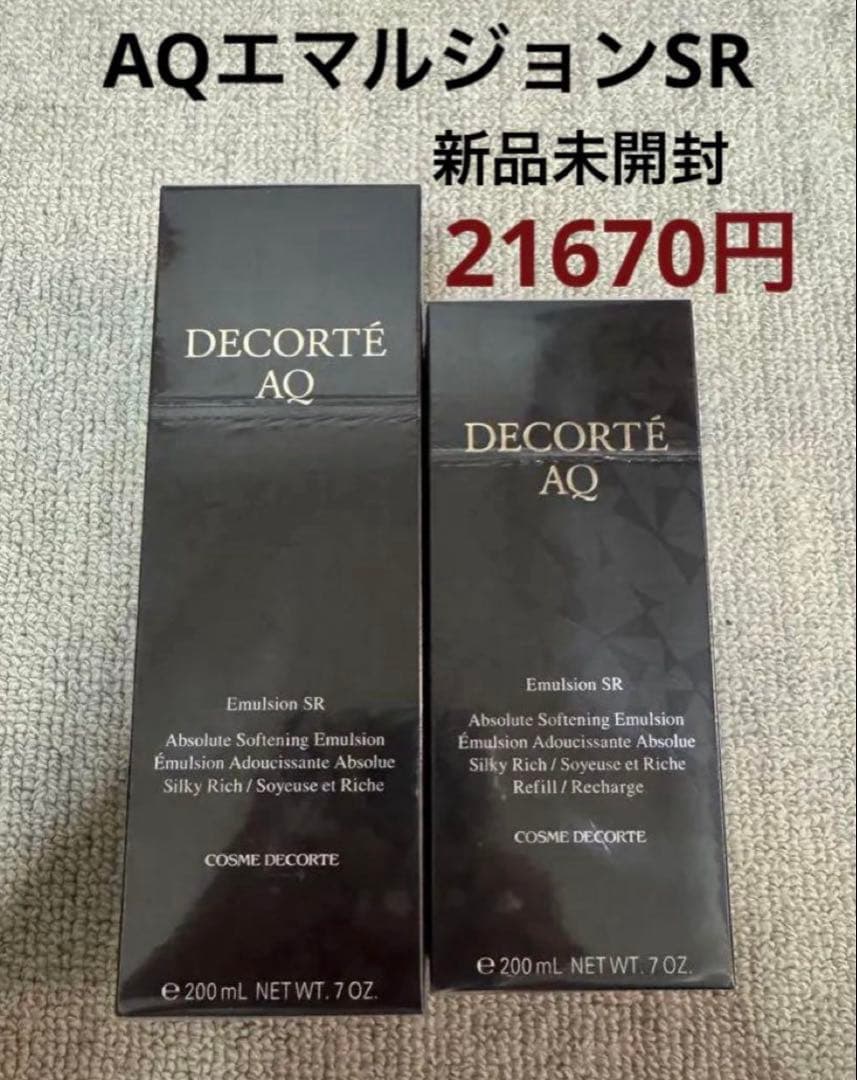 AQエマルジョンSR
新品未開封
21670円
DECORTÉ
AQ
Emulsion SR
Absolute Softening Emulsion
Émulsion Adoucissante Absolue
Silky Rich / Soyeuse et Riche
COSME DECORTE
℮ 200 mL NET WT. 7 OZ.
DECORTÉ
AQ
Emulsion SR
Absolute Softening Emulsion
Émulsion Adoucissante Absolue
Silky Rich / Soyeuse et Riche
Refill / Recharge
COSME DECORTE
℮ 200 mL NET WT. 7 OZ.